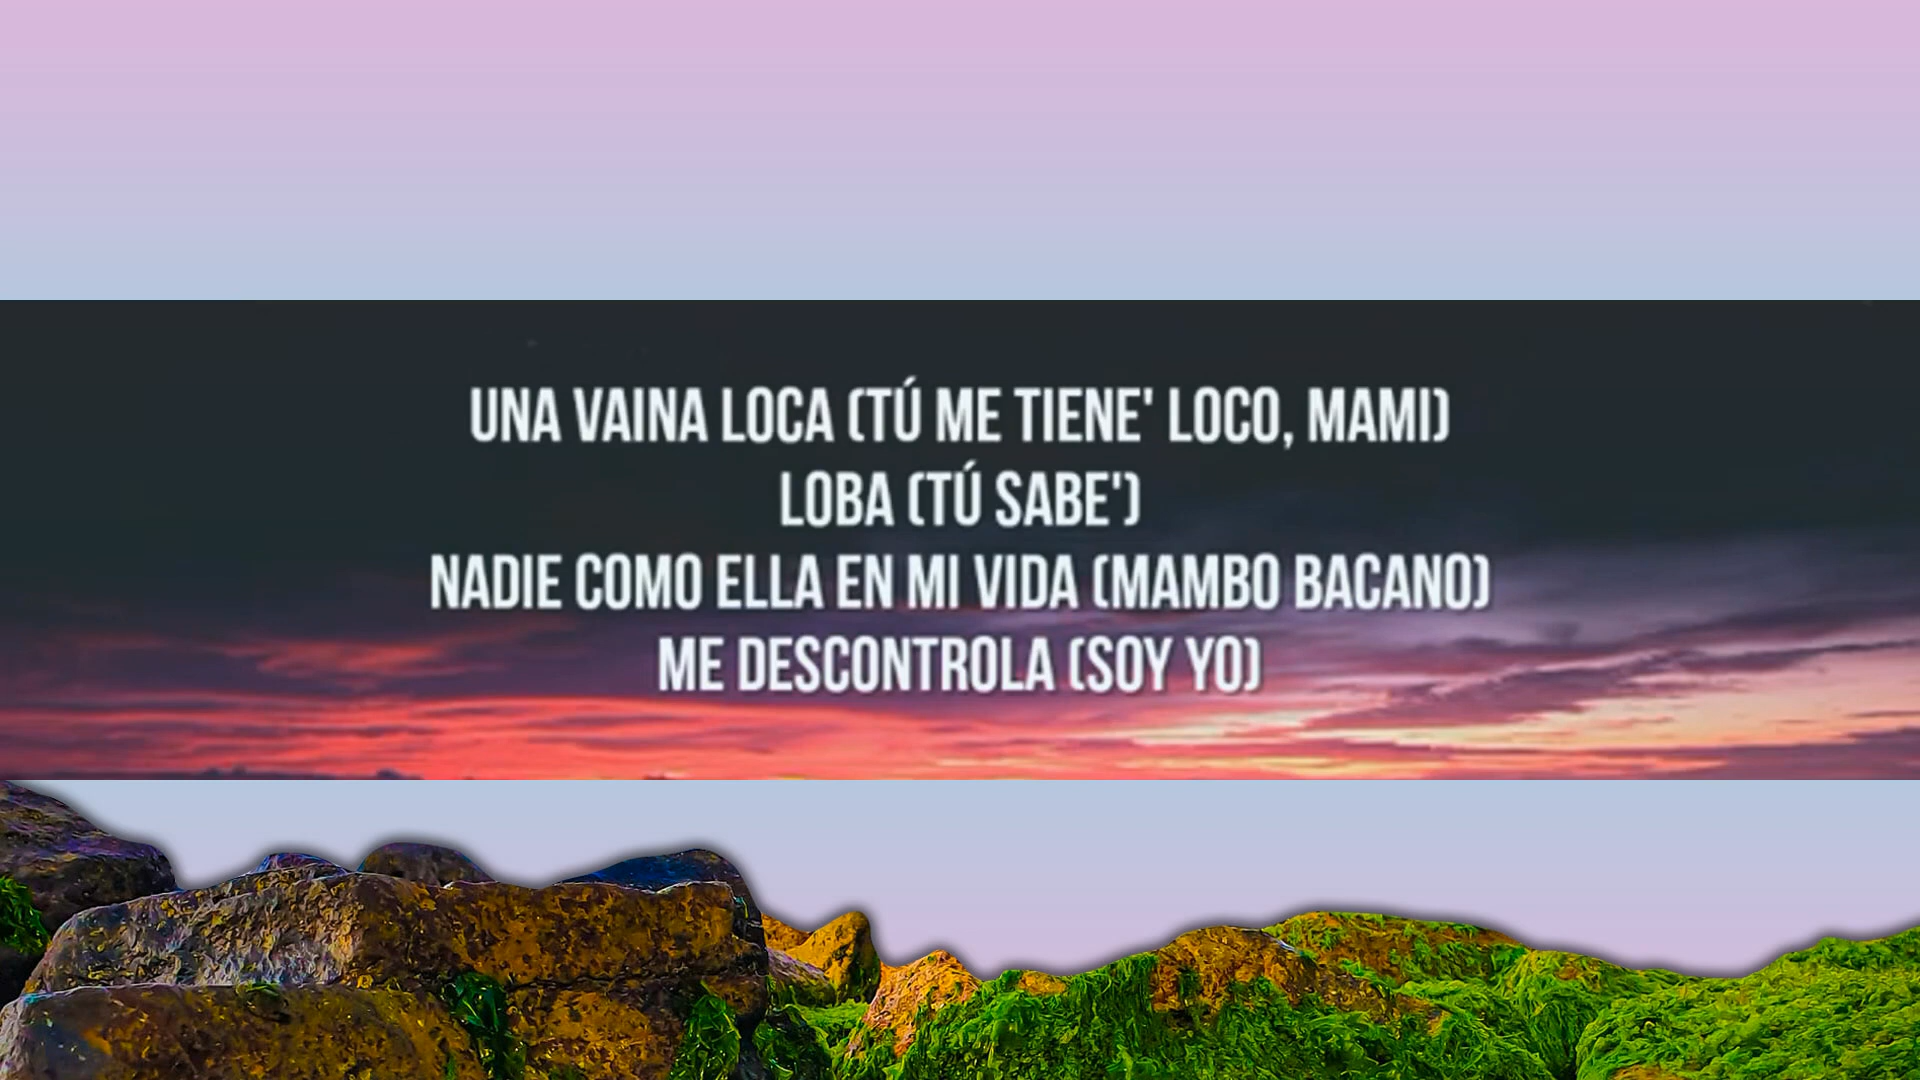 UNA VAINA LOCA (TÚ ME TIENE' LOCO, MAMI)
LOBA (TÚ SABE')
NADIE COMO ELLA EN MI VIDA (MAMBO BACANO)
ME DESCONTROLA (SOY YO)